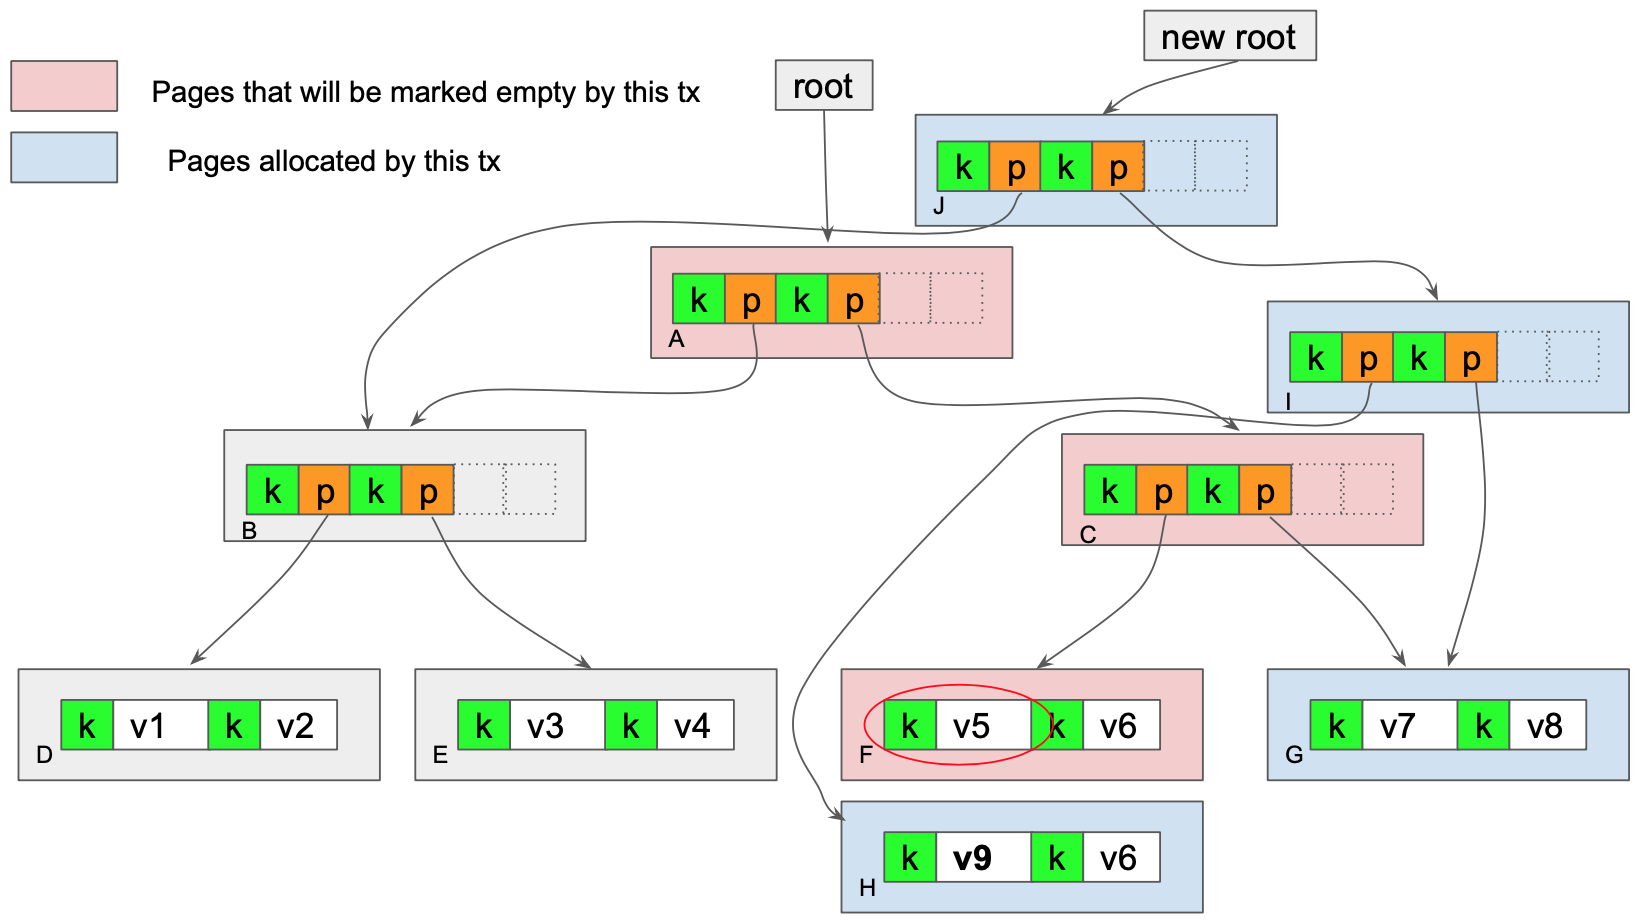 new root
root
Pages that will be marked empty by this tx
Pages allocated by this tx
k p k p
J
k p k p
A
k p k p
I
k p k p
B
k p k p
C
k v1 k v2
D
k v3 k v4
E
k v5 k v6
F
k v7 k v8
G
k v9 k v6
H